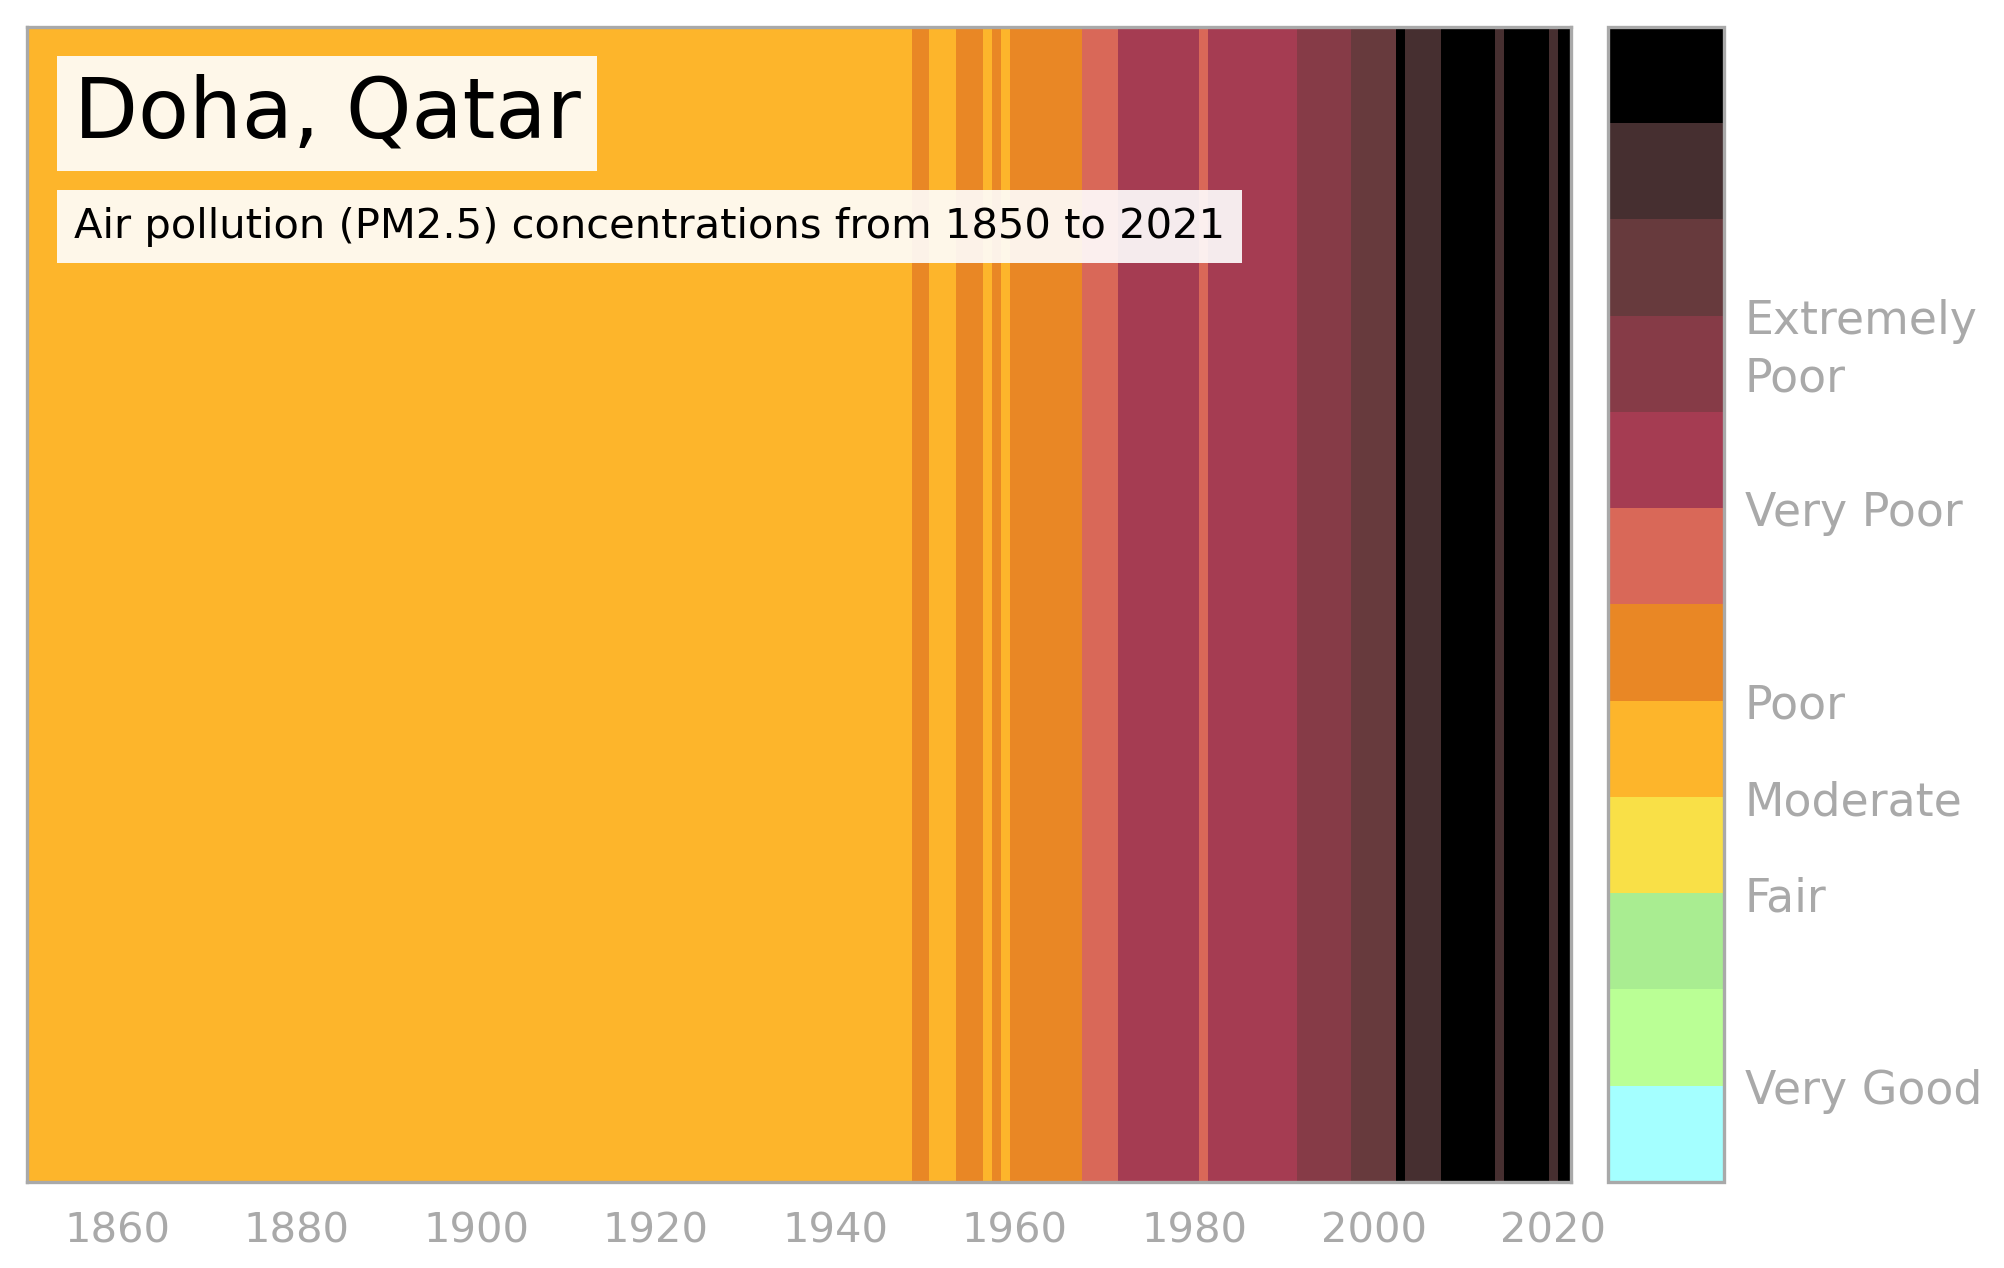 Doha, Qatar
Air pollution (PM2.5) concentrations from 1850 to 2021
Extremely
Poor
Very Poor
Poor
Moderate
Fair
Very Good
1860 1880 1900 1920 1940 1960 1980 2000 2020